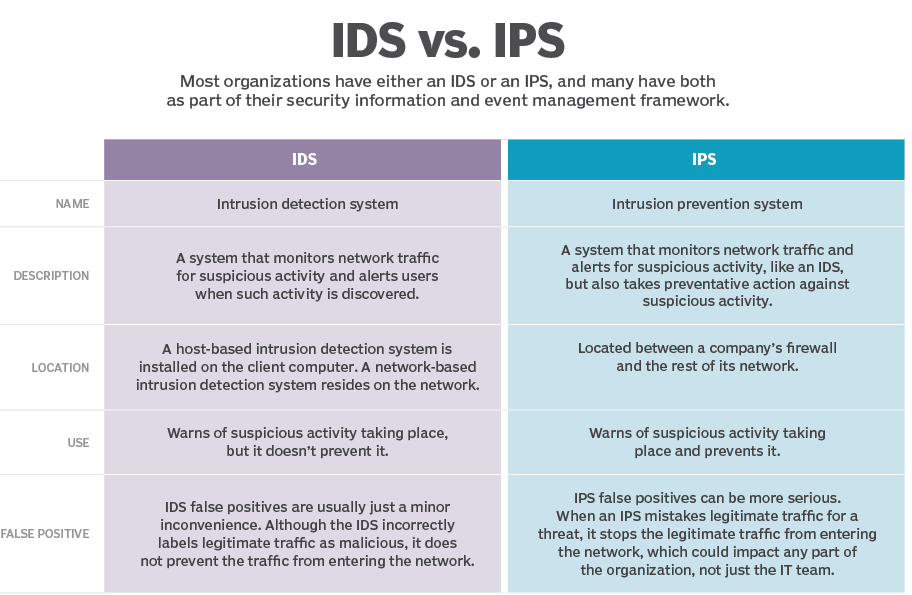 IDS vs. IPS
Most organizations have either an IDS or an IPS, and many have both
as part of their security information and event management framework.
IDS
IPS
NAME
Intrusion detection system
Intrusion prevention system
DESCRIPTION
A system that monitors network traffic
for suspicious activity and alerts users
when such activity is discovered.
A system that monitors network traffic and
alerts for suspicious activity, like an IDS,
but also takes preventative action against
suspicious activity.
LOCATION
A host-based intrusion detection system is
installed on the client computer. A network-based
intrusion detection system resides on the network.
Located between a company's firewall
and the rest of its network.
USE
Warns of suspicious activity taking place,
but it doesn't prevent it.
Warns of suspicious activity taking
place and prevents it.
FALSE POSITIVE
IDS false positives are usually just a minor
inconvenience. Although the IDS incorrectly
labels legitimate traffic as malicious, it does
not prevent the traffic from entering the network.
IPS false positives can be more serious.
When an IPS mistakes legitimate traffic for a
threat, it stops the legitimate traffic from entering
the network, which could impact any part of
the organization, not just the IT team.